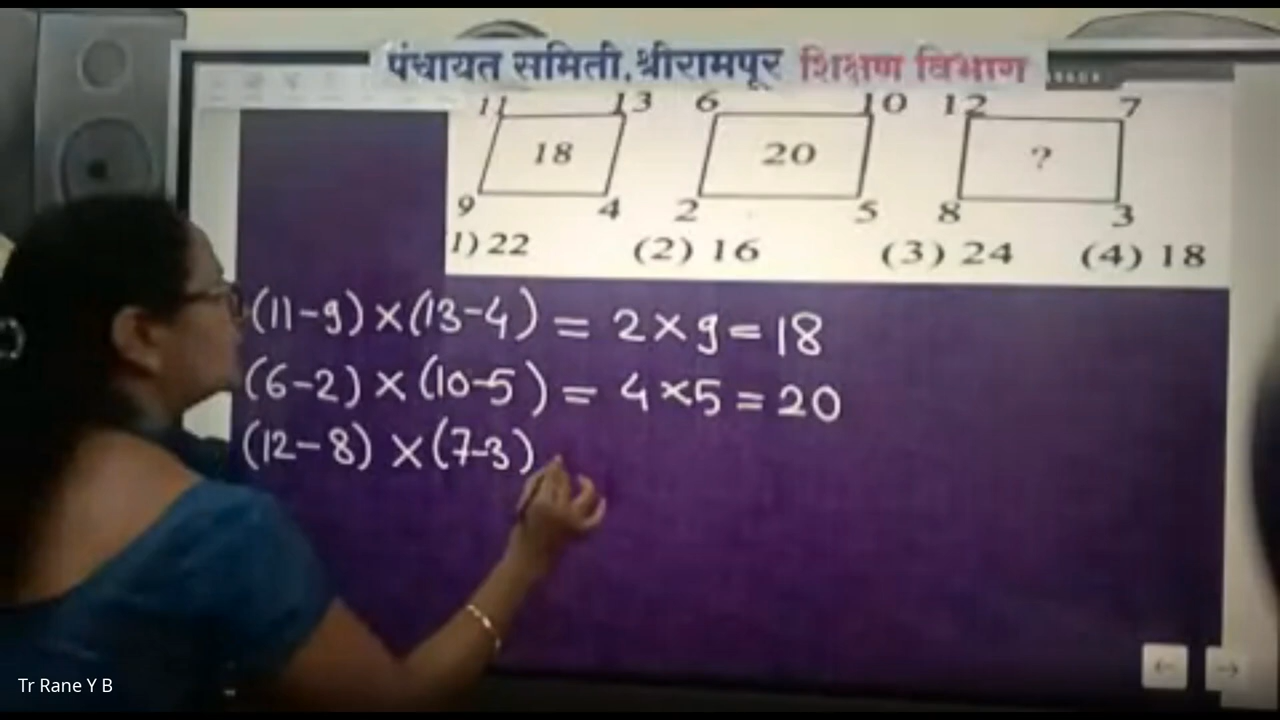 पंचायत समिती,श्रीरामपूर शिक्षण विभाग
11 13 6 10 12 7
18 20 ?
9 4 2 5 8 3
1) 22 (2) 16 (3) 24 (4) 18
(11-9)×(13-4) = 2×9=18
(6-2)×(10-5) = 4×5=20
(12-8)×(7-3)
Tr Rane Y B